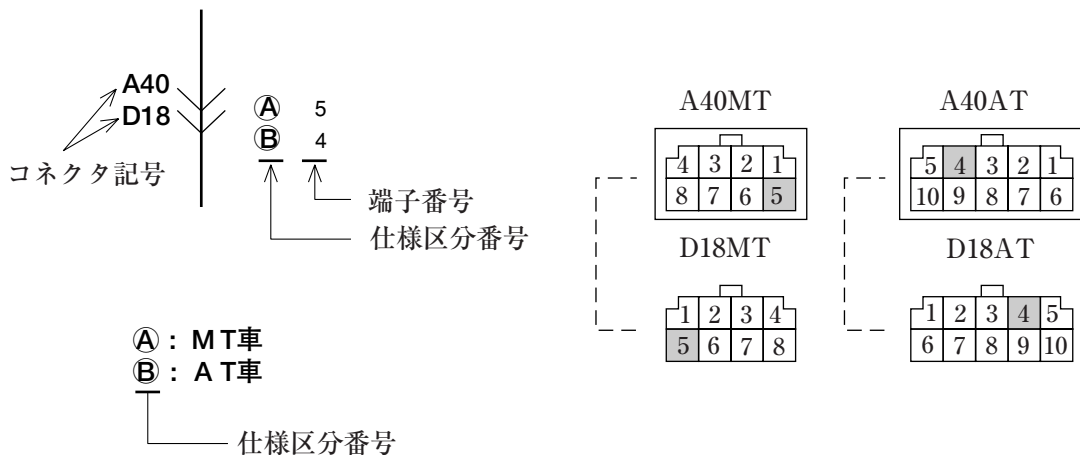 A40
D18
コネクタ記号
Ⓐ 5
Ⓑ 4
端子番号
仕様区分番号
Ⓐ : MT車
Ⓑ : AT車
仕様区分番号
A40MT
4 3 2 1
8 7 6 5
D18MT
1 2 3 4
5 6 7 8
A40AT
5 4 3 2 1
10 9 8 7 6
D18AT
1 2 3 4 5
6 7 8 9 10